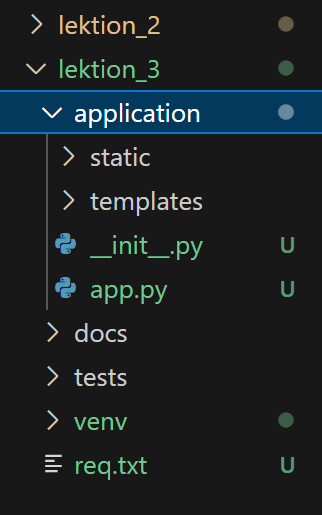 lektion_2
lektion_3
application
static
templates
__init__.py U
app.py U
docs
tests
venv
req.txt U